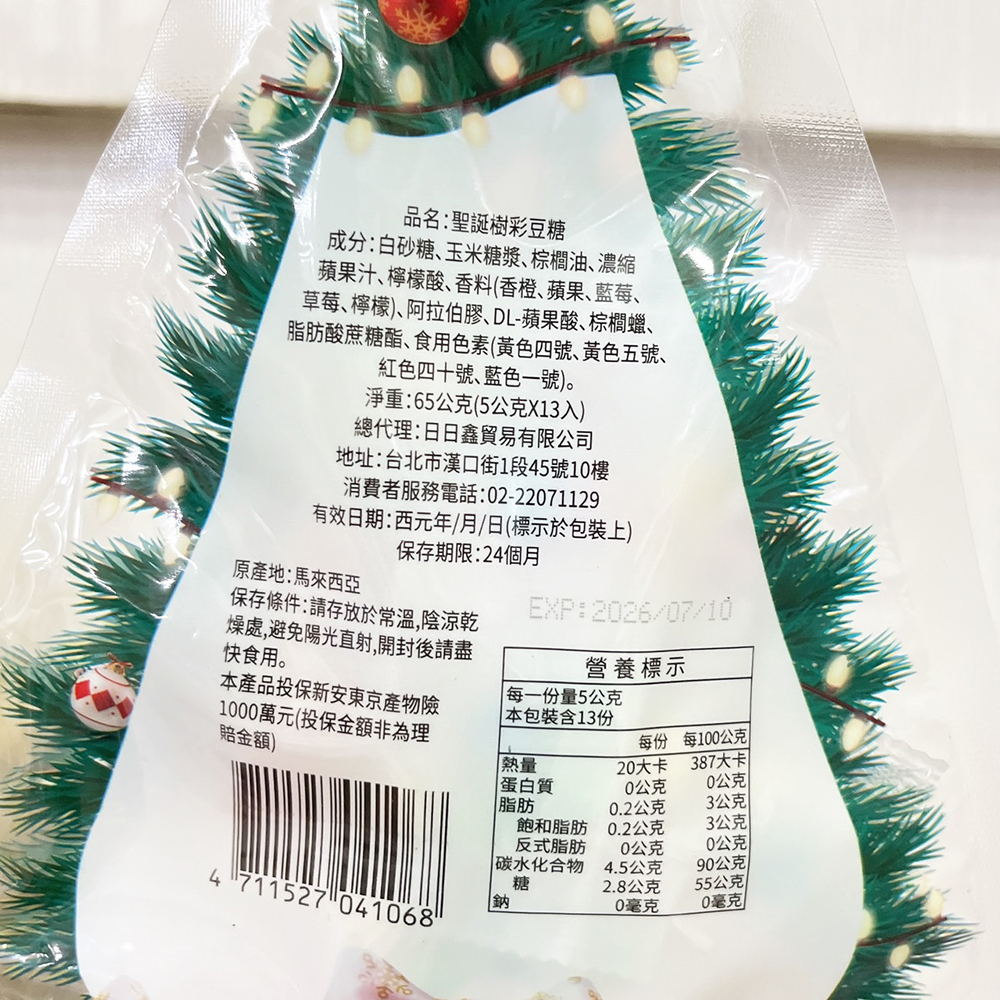 品名:聖誕樹彩豆糖
成分:白砂糖、玉米糖漿、棕櫚油、濃縮
蘋果汁、檸檬酸、香料(香橙、蘋果、藍莓、
草莓、檸檬)、阿拉伯膠、DL-蘋果酸、棕櫚蠟、
脂肪酸蔗糖酯、食用色素(黃色四號、黃色五號、
紅色四十號、藍色一號)。
淨重:65公克(5公克X13入)
總代理:日日鑫貿易有限公司
地址:台北市漢口街1段45號10樓
消費者服務電話:02-22071129
有效日期:西元年/月/日(標示於包裝上)
保存期限:24個月
原產地:馬來西亞
保存條件:請存放於常溫,陰涼乾
燥處,避免陽光直射,開封後請盡
快食用。
本產品投保新安東京產物險
1000萬元(投保金額非為理
賠金額)
4 711527 041068
EXP:2026/07/10
營養標示
每一份量5公克
本包裝含13份
每份 每100公克
熱量 20大卡 387大卡
蛋白質 0公克 0公克
脂肪 0.2公克 3公克
飽和脂肪 0.2公克 3公克
反式脂肪 0公克 0公克
碳水化合物 4.5公克 90公克
糖 2.8公克 55公克
鈉 0毫克 0毫克